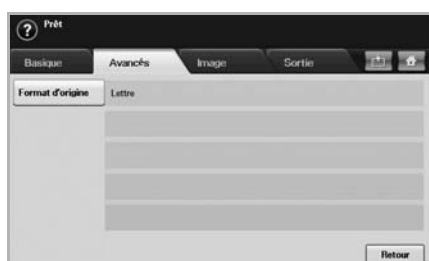 ? Prêt
Basique Avancés Image Sortie
Format d'origine Lettre
Retour